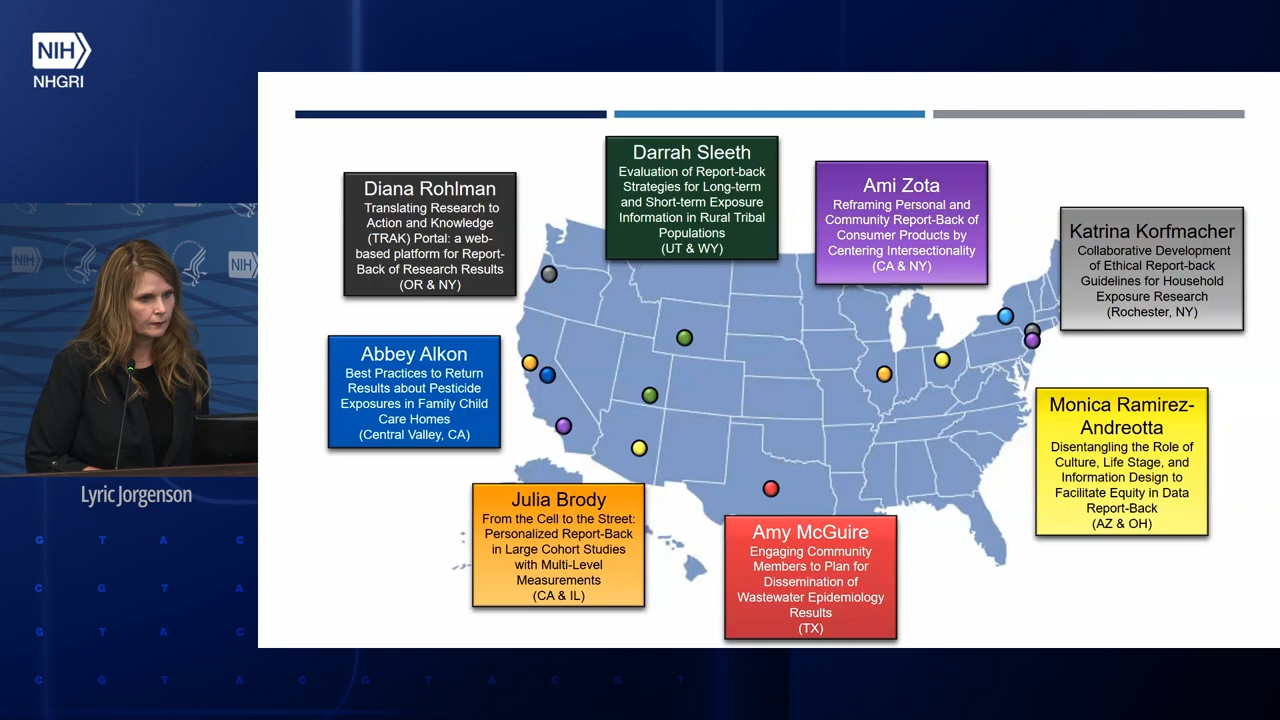 NIH
NHGRI
NIH
NIH
Lyric Jorgenson
Diana Rohlman
Translating Research to
Action and Knowledge
(TRAK) Portal: a web-
based platform for Report-
Back of Research Results
(OR & NY)
Darrah Sleeth
Evaluation of Report-back
Strategies for Long-term
and Short-term Exposure
Information in Rural Tribal
Populations
(UT & WY)
Ami Zota
Reframing Personal and
Community Report-Back of
Consumer Products by
Centering Intersectionality
(CA & NY)
Katrina Korfmacher
Collaborative Development
of Ethical Report-back
Guidelines for Household
Exposure Research
(Rochester, NY)
Abbey Alkon
Best Practices to Return
Results about Pesticide
Exposures in Family Child
Care Homes
(Central Valley, CA)
Monica Ramirez-
Andreotta
Disentangling the Role of
Culture, Life Stage, and
Information Design to
Facilitate Equity in Data
Report-Back
(AZ & OH)
Julia Brody
From the Cell to the Street:
Personalized Report-Back
in Large Cohort Studies
with Multi-Level
Measurements
(CA & IL)
Amy McGuire
Engaging Community
Members to Plan for
Dissemination of
Wastewater Epidemiology
Results
(TX)
G T A C
C G T A
G T A C
C G T A C G T A C G T